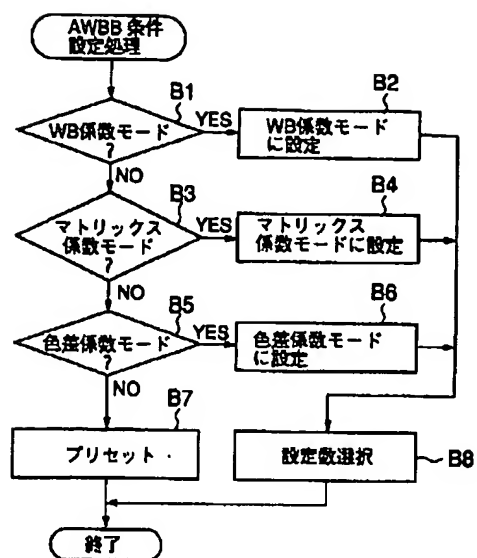 AWBB 条件
設定処理
B1
WB係数モード
?
YES
B2
WB係数モード
に設定
NO
B3
マトリックス
係数モード
?
YES
B4
マトリックス
係数モードに設定
NO
B5
色差係数モード
?
YES
B6
色差係数モード
に設定
NO
B7
プリセット
設定数選択
B8
終了